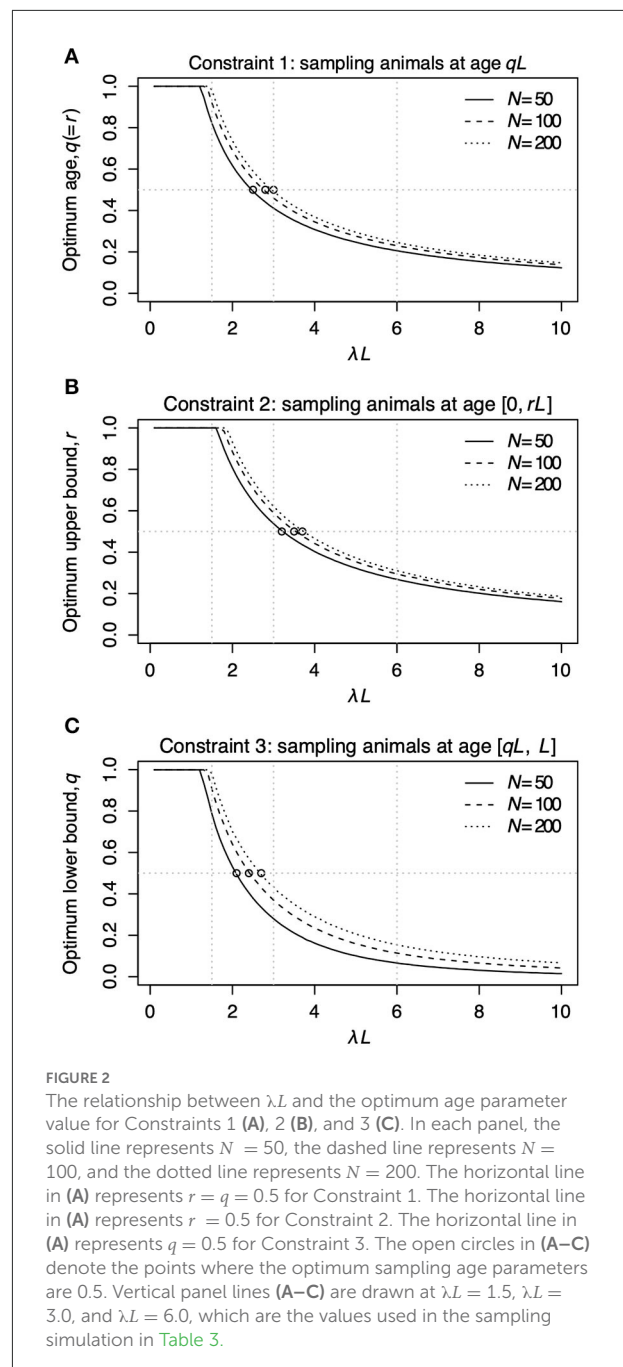 A
Constraint 1: sampling animals at age qL
Optimum age, q(=r)
1.0
0.8
0.6
0.4
0.2
0.0
N=50
N=100
N=200
0 2 4 6 8 10
λL
B
Constraint 2: sampling animals at age [0, rL]
Optimum upper bound, r
1.0
0.8
0.6
0.4
0.2
0.0
N=50
N=100
N=200
0 2 4 6 8 10
λL
C
Constraint 3: sampling animals at age [qL, L]
Optimum lower bound, q
1.0
0.8
0.6
0.4
0.2
0.0
N=50
N=100
N=200
0 2 4 6 8 10
λL
FIGURE 2
The relationship between λL and the optimum age parameter
value for Constraints 1 (A), 2 (B), and 3 (C). In each panel, the
solid line represents N = 50, the dashed line represents N =
100, and the dotted line represents N = 200. The horizontal line
in (A) represents r = q = 0.5 for Constraint 1. The horizontal line
in (A) represents r = 0.5 for Constraint 2. The horizontal line in
(A) represents q = 0.5 for Constraint 3. The open circles in (A–C)
denote the points where the optimum sampling age parameters
are 0.5. Vertical panel lines (A–C) are drawn at λL = 1.5, λL =
3.0, and λL = 6.0, which are the values used in the sampling
simulation in Table 3.